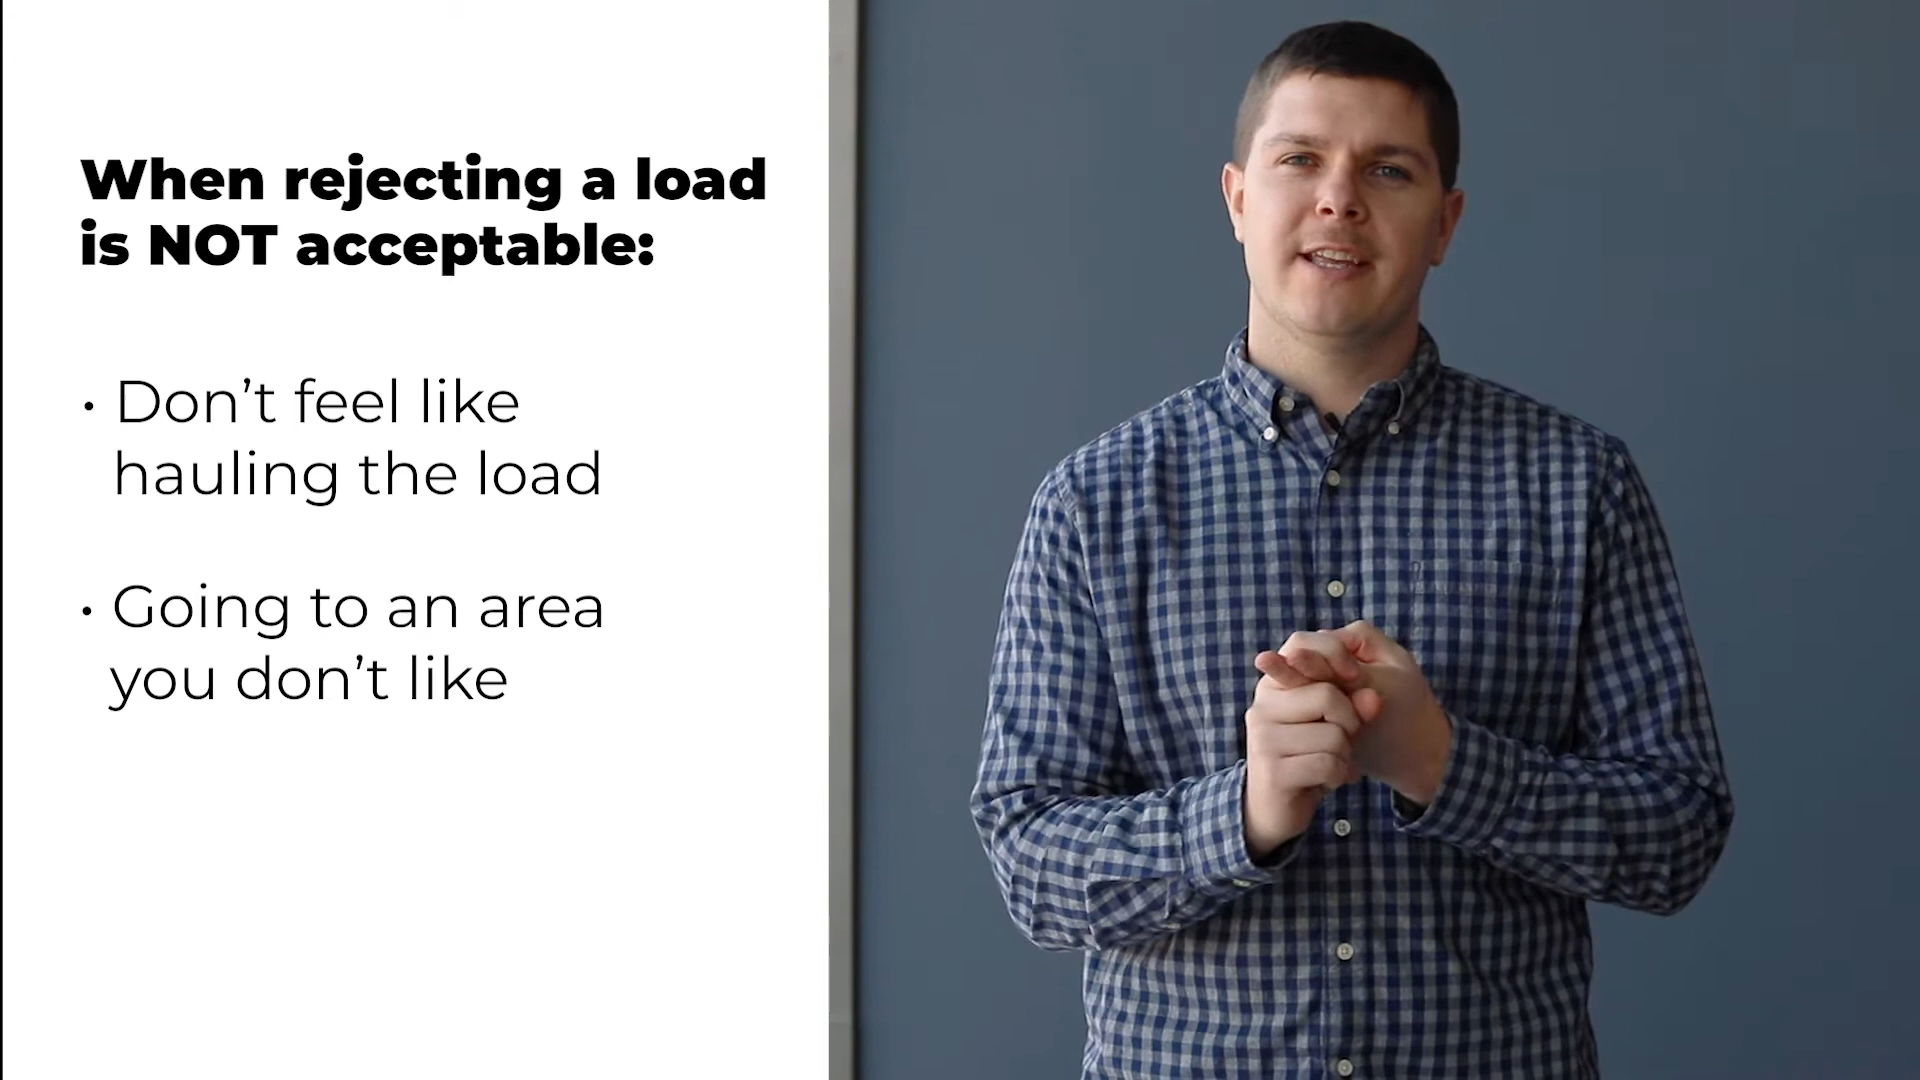 When rejecting a load
is NOT acceptable:
• Don’t feel like
hauling the load
• Going to an area
you don’t like